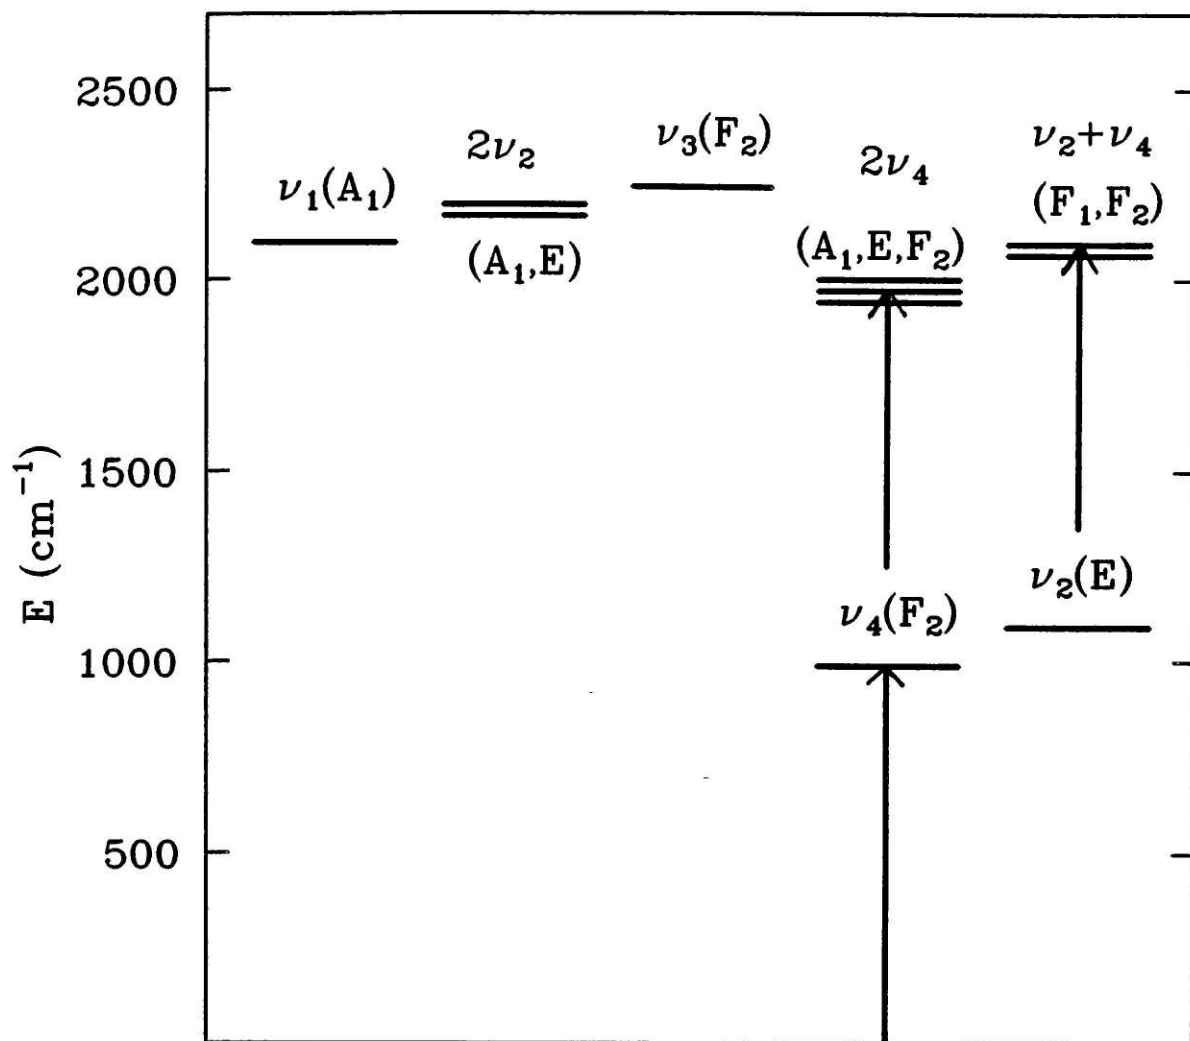 2500
2000
1500
1000
500
E (cm⁻¹)
ν₁(A₁)
2ν₂
(A₁,E)
ν₃(F₂)
2ν₄
(A₁,E,F₂)
ν₂+ν₄
(F₁,F₂)
ν₄(F₂)
ν₂(E)